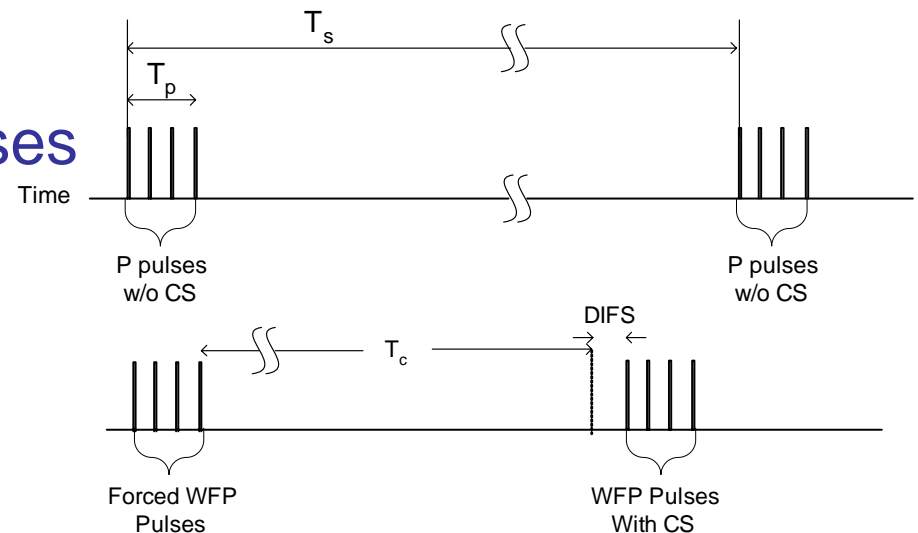 T_s
T_p
ses
Time
P pulses
w/o CS
P pulses
w/o CS
DIFS
T_c
Forced WFP
Pulses
WFP Pulses
With CS